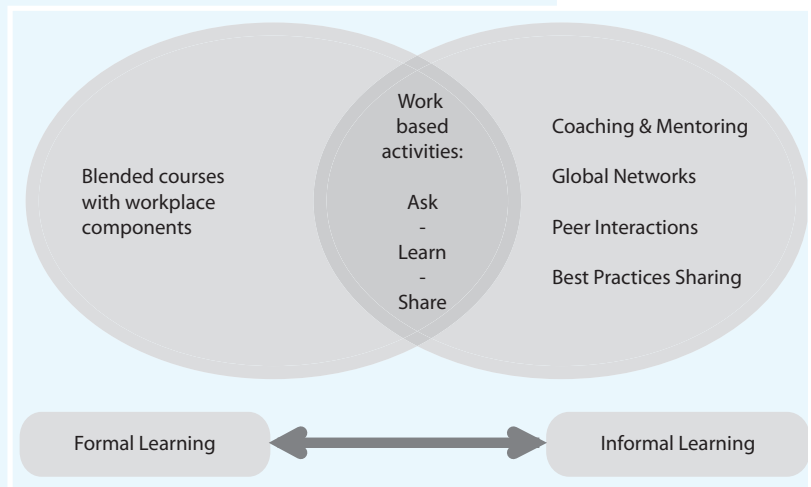 Blended courses
with workplace
components
Work
based
activities:
Ask
-
Learn
-
Share
Coaching & Mentoring
Global Networks
Peer Interactions
Best Practices Sharing
Formal Learning
Informal Learning